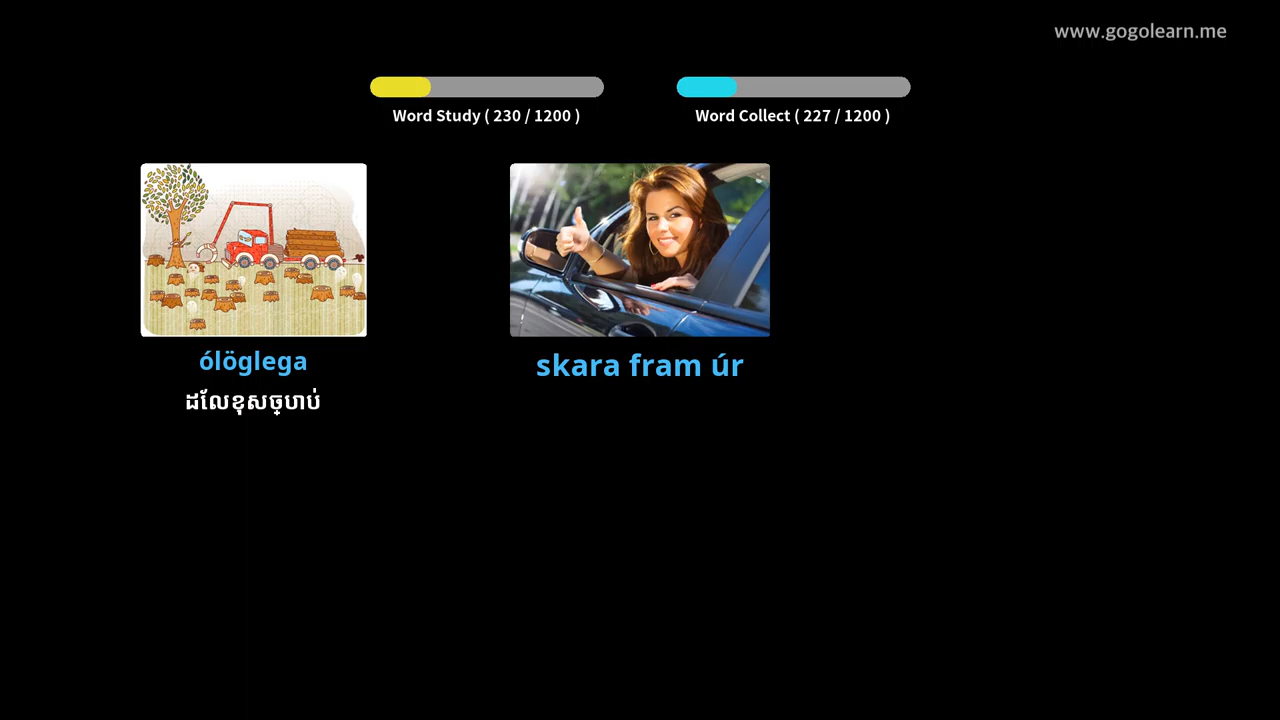 www.gogolearn.me
Word Study ( 230 / 1200 )
Word Collect ( 227 / 1200 )
ólöglega
skara fram úr
ដែលខុសច្បាប់